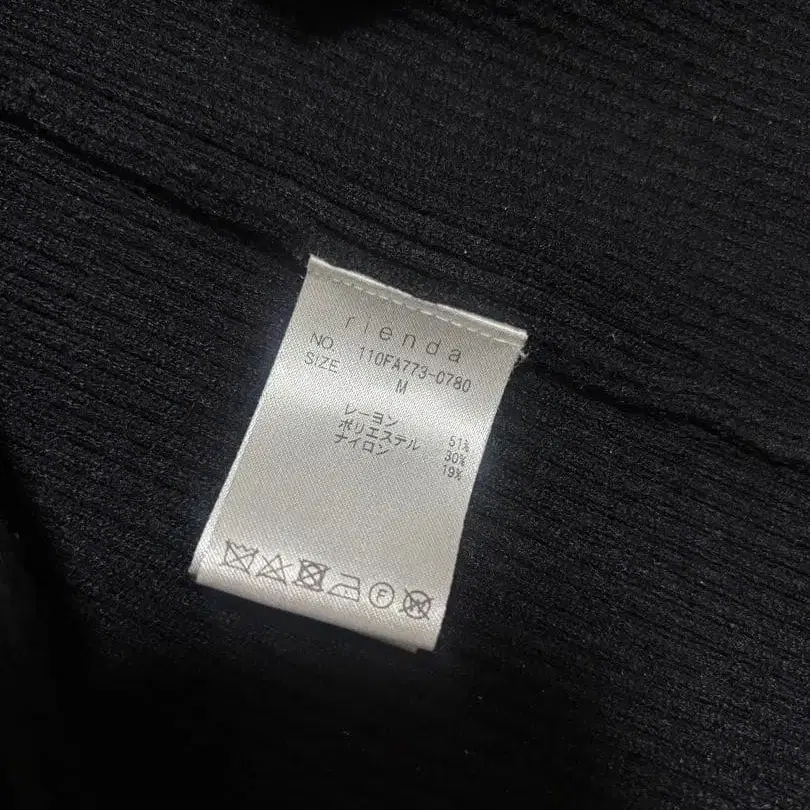 rienda
NO. 110FA773-0780
SIZE M
レーヨン 51%
ポリエステル 30%
ナイロン 19%
F W